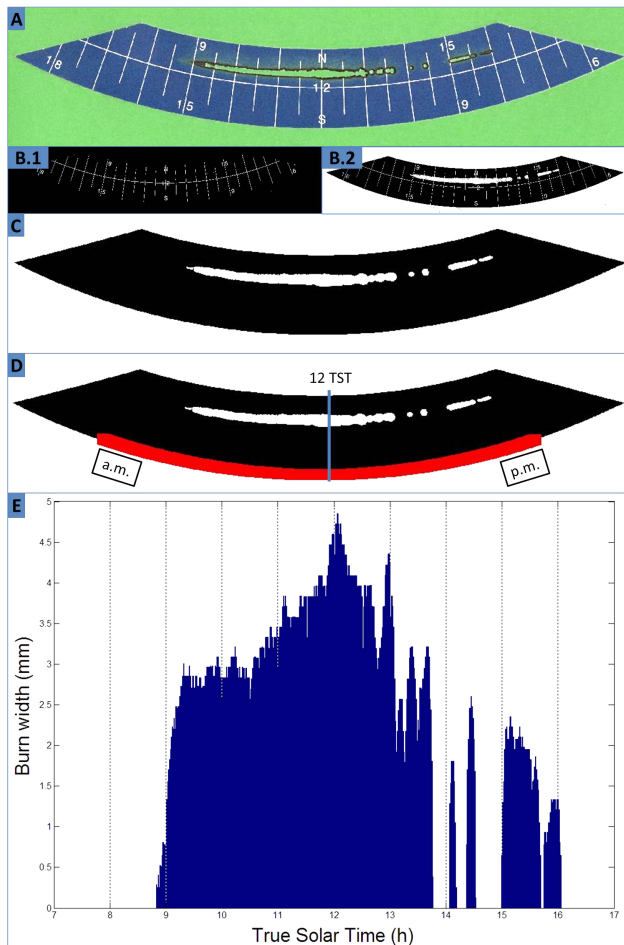 A
18 9 N 15
15 12 S 9 6
B.1
B.2
C
D
12 TST
a.m.
p.m.
E
5
4.5
4
3.5
3
2.5
2
1.5
1
0.5
0
Burn width (mm)
7 8 9 10 11 12 13 14 15 16 17
True Solar Time (h)